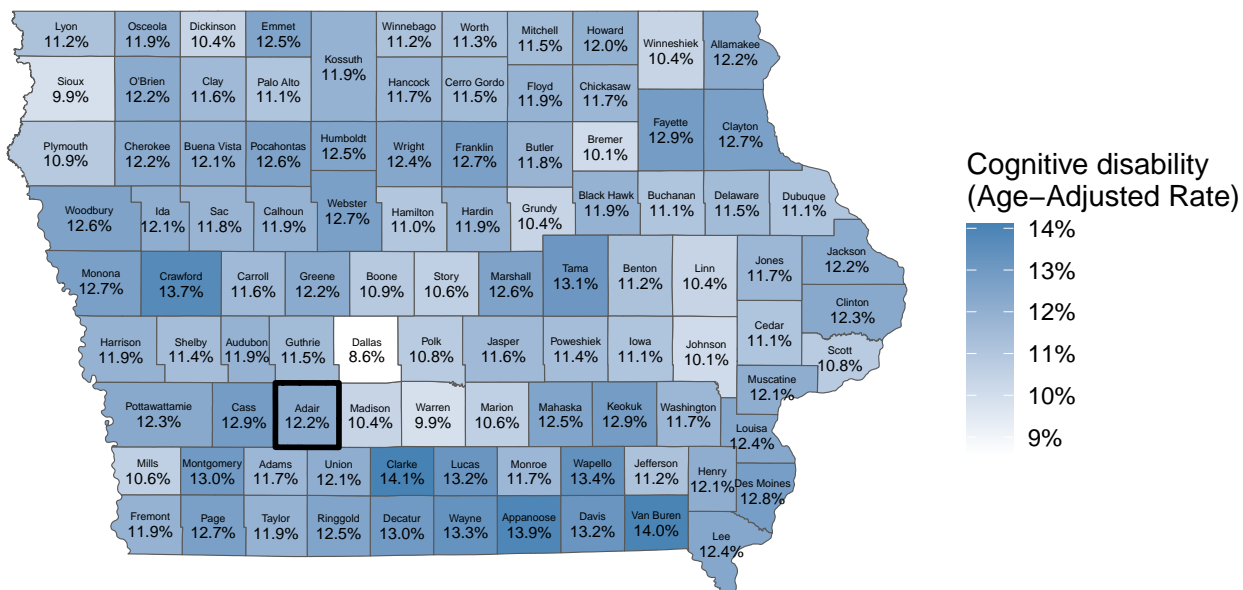 Lyon
11.2%
Osceola
11.9%
Dickinson
10.4%
Emmet
12.5%
Kossuth
11.9%
Winnebago
11.2%
Worth
11.3%
Mitchell
11.5%
Howard
12.0%
Winneshiek
10.4%
Allamakee
12.2%
Sioux
9.9%
O'Brien
12.2%
Clay
11.6%
Palo Alto
11.1%
Hancock
11.7%
Cerro Gordo
11.5%
Floyd
11.9%
Chickasaw
11.7%
Fayette
12.9%
Clayton
12.7%
Plymouth
10.9%
Cherokee
12.2%
Buena Vista
12.1%
Pocahontas
12.6%
Humboldt
12.5%
Wright
12.4%
Franklin
12.7%
Butler
11.8%
Bremer
10.1%
Woodbury
12.6%
Ida
12.1%
Sac
11.8%
Calhoun
11.9%
Webster
12.7%
Hamilton
11.0%
Hardin
11.9%
Grundy
10.4%
Black Hawk
11.9%
Buchanan
11.1%
Delaware
11.5%
Dubuque
11.1%
Monona
12.7%
Crawford
13.7%
Carroll
11.6%
Greene
12.2%
Boone
10.9%
Story
10.6%
Marshall
12.6%
Tama
13.1%
Benton
11.2%
Linn
10.4%
Jones
11.7%
Jackson
12.2%
Clinton
12.3%
Harrison
11.9%
Shelby
11.4%
Audubon
11.9%
Guthrie
11.5%
Dallas
8.6%
Polk
10.8%
Jasper
11.6%
Poweshiek
11.4%
Iowa
11.1%
Johnson
10.1%
Cedar
11.1%
Scott
10.8%
Muscatine
12.1%
Pottawattamie
12.3%
Cass
12.9%
Adair
12.2%
Madison
10.4%
Warren
9.9%
Marion
10.6%
Mahaska
12.5%
Keokuk
12.9%
Washington
11.7%
Louisa
12.4%
Mills
10.6%
Montgomery
13.0%
Adams
11.7%
Union
12.1%
Clarke
14.1%
Lucas
13.2%
Monroe
11.7%
Wapello
13.4%
Jefferson
11.2%
Henry
12.1%
Des Moines
12.8%
Fremont
11.9%
Page
12.7%
Taylor
11.9%
Ringgold
12.5%
Decatur
13.0%
Wayne
13.3%
Appanoose
13.9%
Davis
13.2%
Van Buren
14.0%
Lee
12.4%
Cognitive disability
(Age−Adjusted Rate)
14%
13%
12%
11%
10%
9%